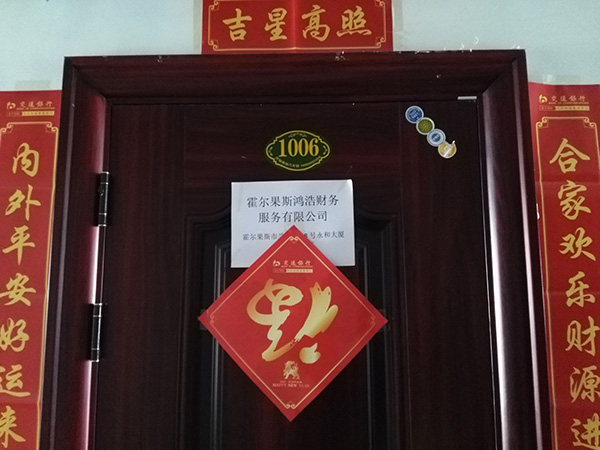 吉星高照
1006
霍尔果斯鸿浩财务
服务有限公司
霍尔果斯市 号永和大厦
内外平安好运来
合家欢乐财源进
福
HAPPY NEW YEAR